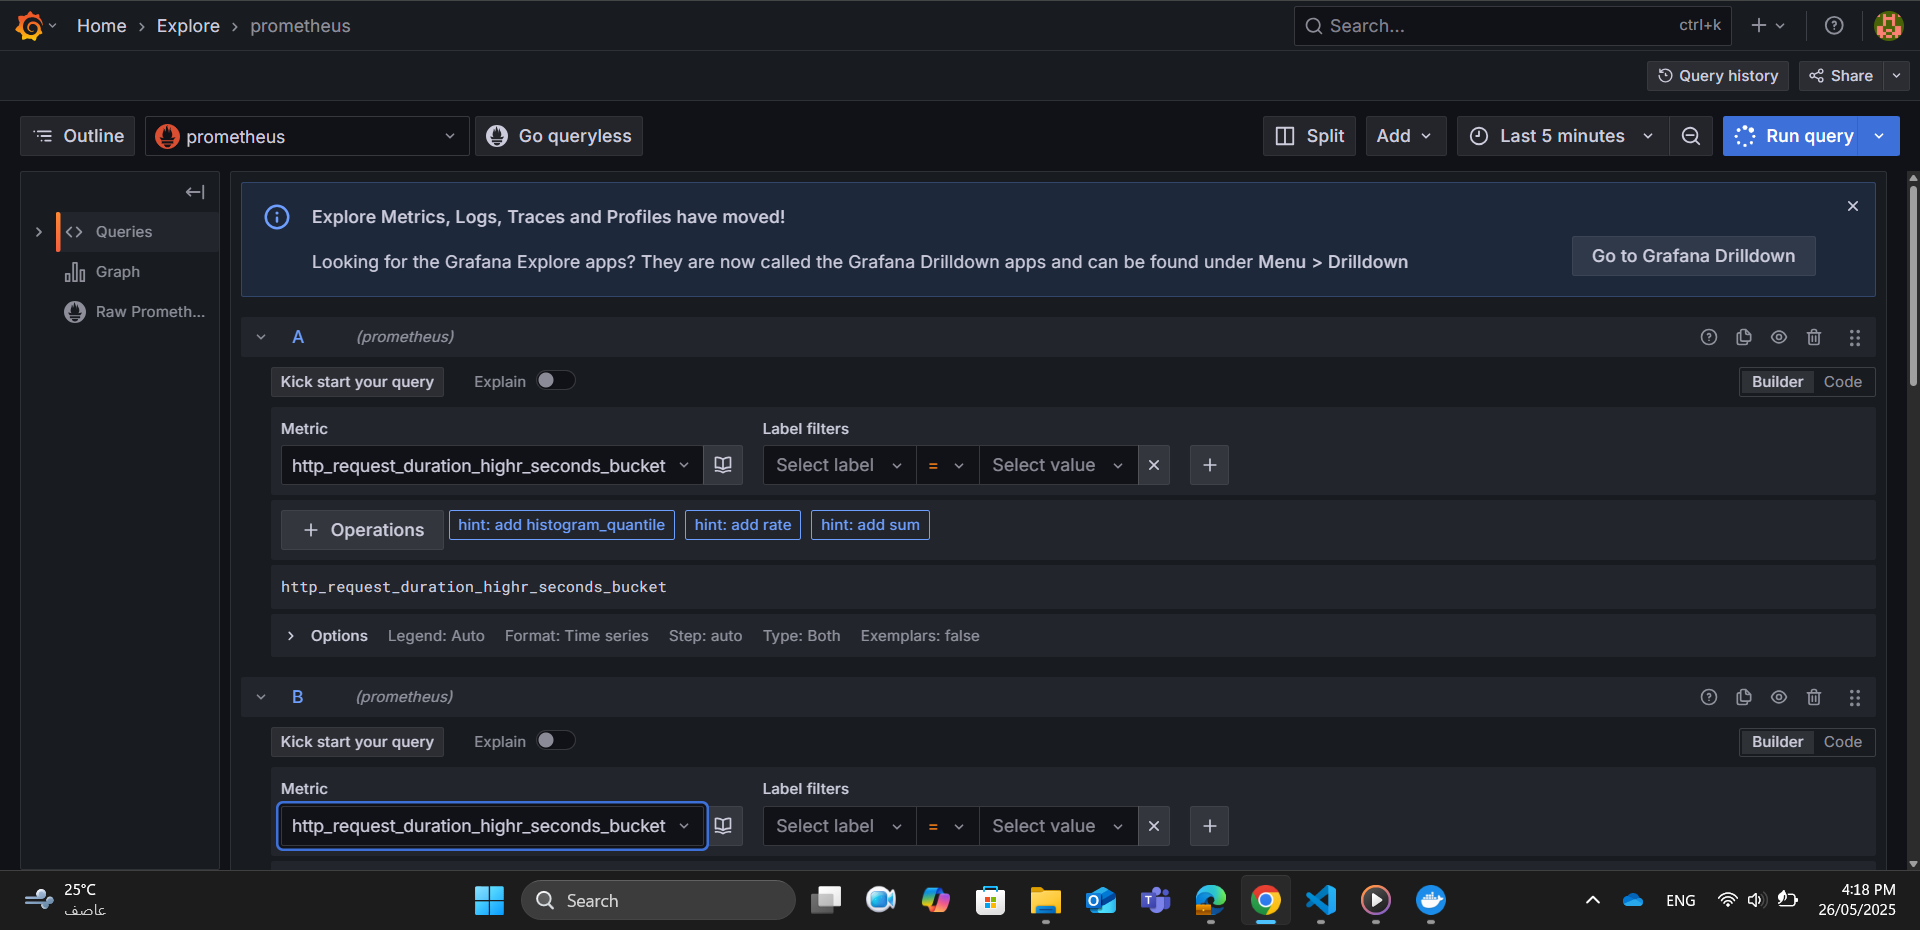 Home › Explore › prometheus
Search... ctrl+k
Query history Share
Outline prometheus Go queryless Split Add Last 5 minutes Run query
Queries
Graph
Raw Prometh...
Explore Metrics, Logs, Traces and Profiles have moved!
Looking for the Grafana Explore apps? They are now called the Grafana Drilldown apps and can be found under Menu > Drilldown
Go to Grafana Drilldown
A (prometheus)
Kick start your query Explain Builder Code
Metric Label filters
http_request_duration_highr_seconds_bucket Select label = Select value
+ Operations hint: add histogram_quantile hint: add rate hint: add sum
http_request_duration_highr_seconds_bucket
Options Legend: Auto Format: Time series Step: auto Type: Both Exemplars: false
B (prometheus)
Kick start your query Explain Builder Code
Metric Label filters
http_request_duration_highr_seconds_bucket Select label = Select value
25°C
عاصف
Search
ENG
4:18 PM
26/05/2025